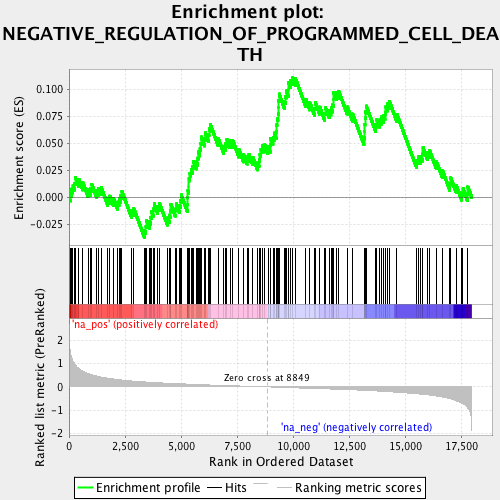 Enrichment plot:
NEGATIVE_REGULATION_OF_PROGRAMMED_CELL_DEA
TH
Enrichment score (ES)
0.100
0.075
0.050
0.025
0.000
-0.025
'na_pos' (positively correlated)
Ranked list metric (PreRanked)
2
1
0
-1
-2
Zero cross at 8849
'na_neg' (negatively correlated)
0
2,500
5,000
7,500
10,000
12,500
15,000
17,500
Rank in Ordered Dataset
Enrichment profile
Hits
Ranking metric scores